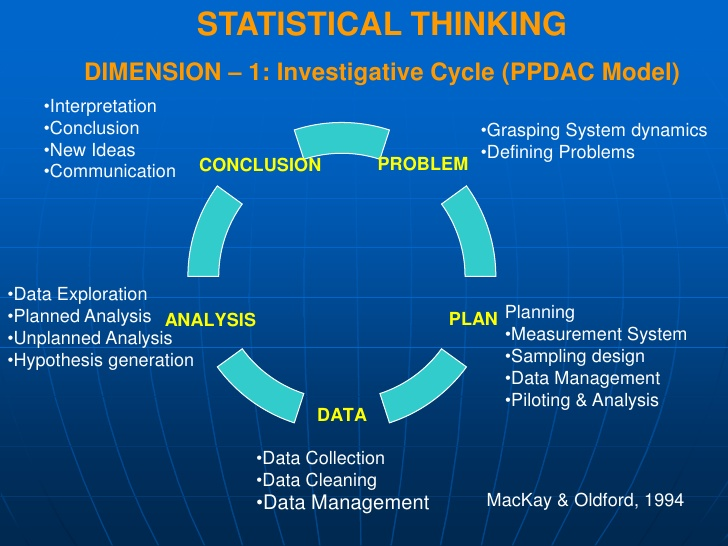 STATISTICAL THINKING
DIMENSION – 1: Investigative Cycle (PPDAC Model)
•Interpretation
•Conclusion
•New Ideas
•Communication
CONCLUSION
PROBLEM
•Grasping System dynamics
•Defining Problems
•Data Exploration
•Planned Analysis
•Unplanned Analysis
•Hypothesis generation
ANALYSIS
PLAN
Planning
•Measurement System
•Sampling design
•Data Management
•Piloting & Analysis
DATA
•Data Collection
•Data Cleaning
•Data Management
MacKay & Oldford, 1994